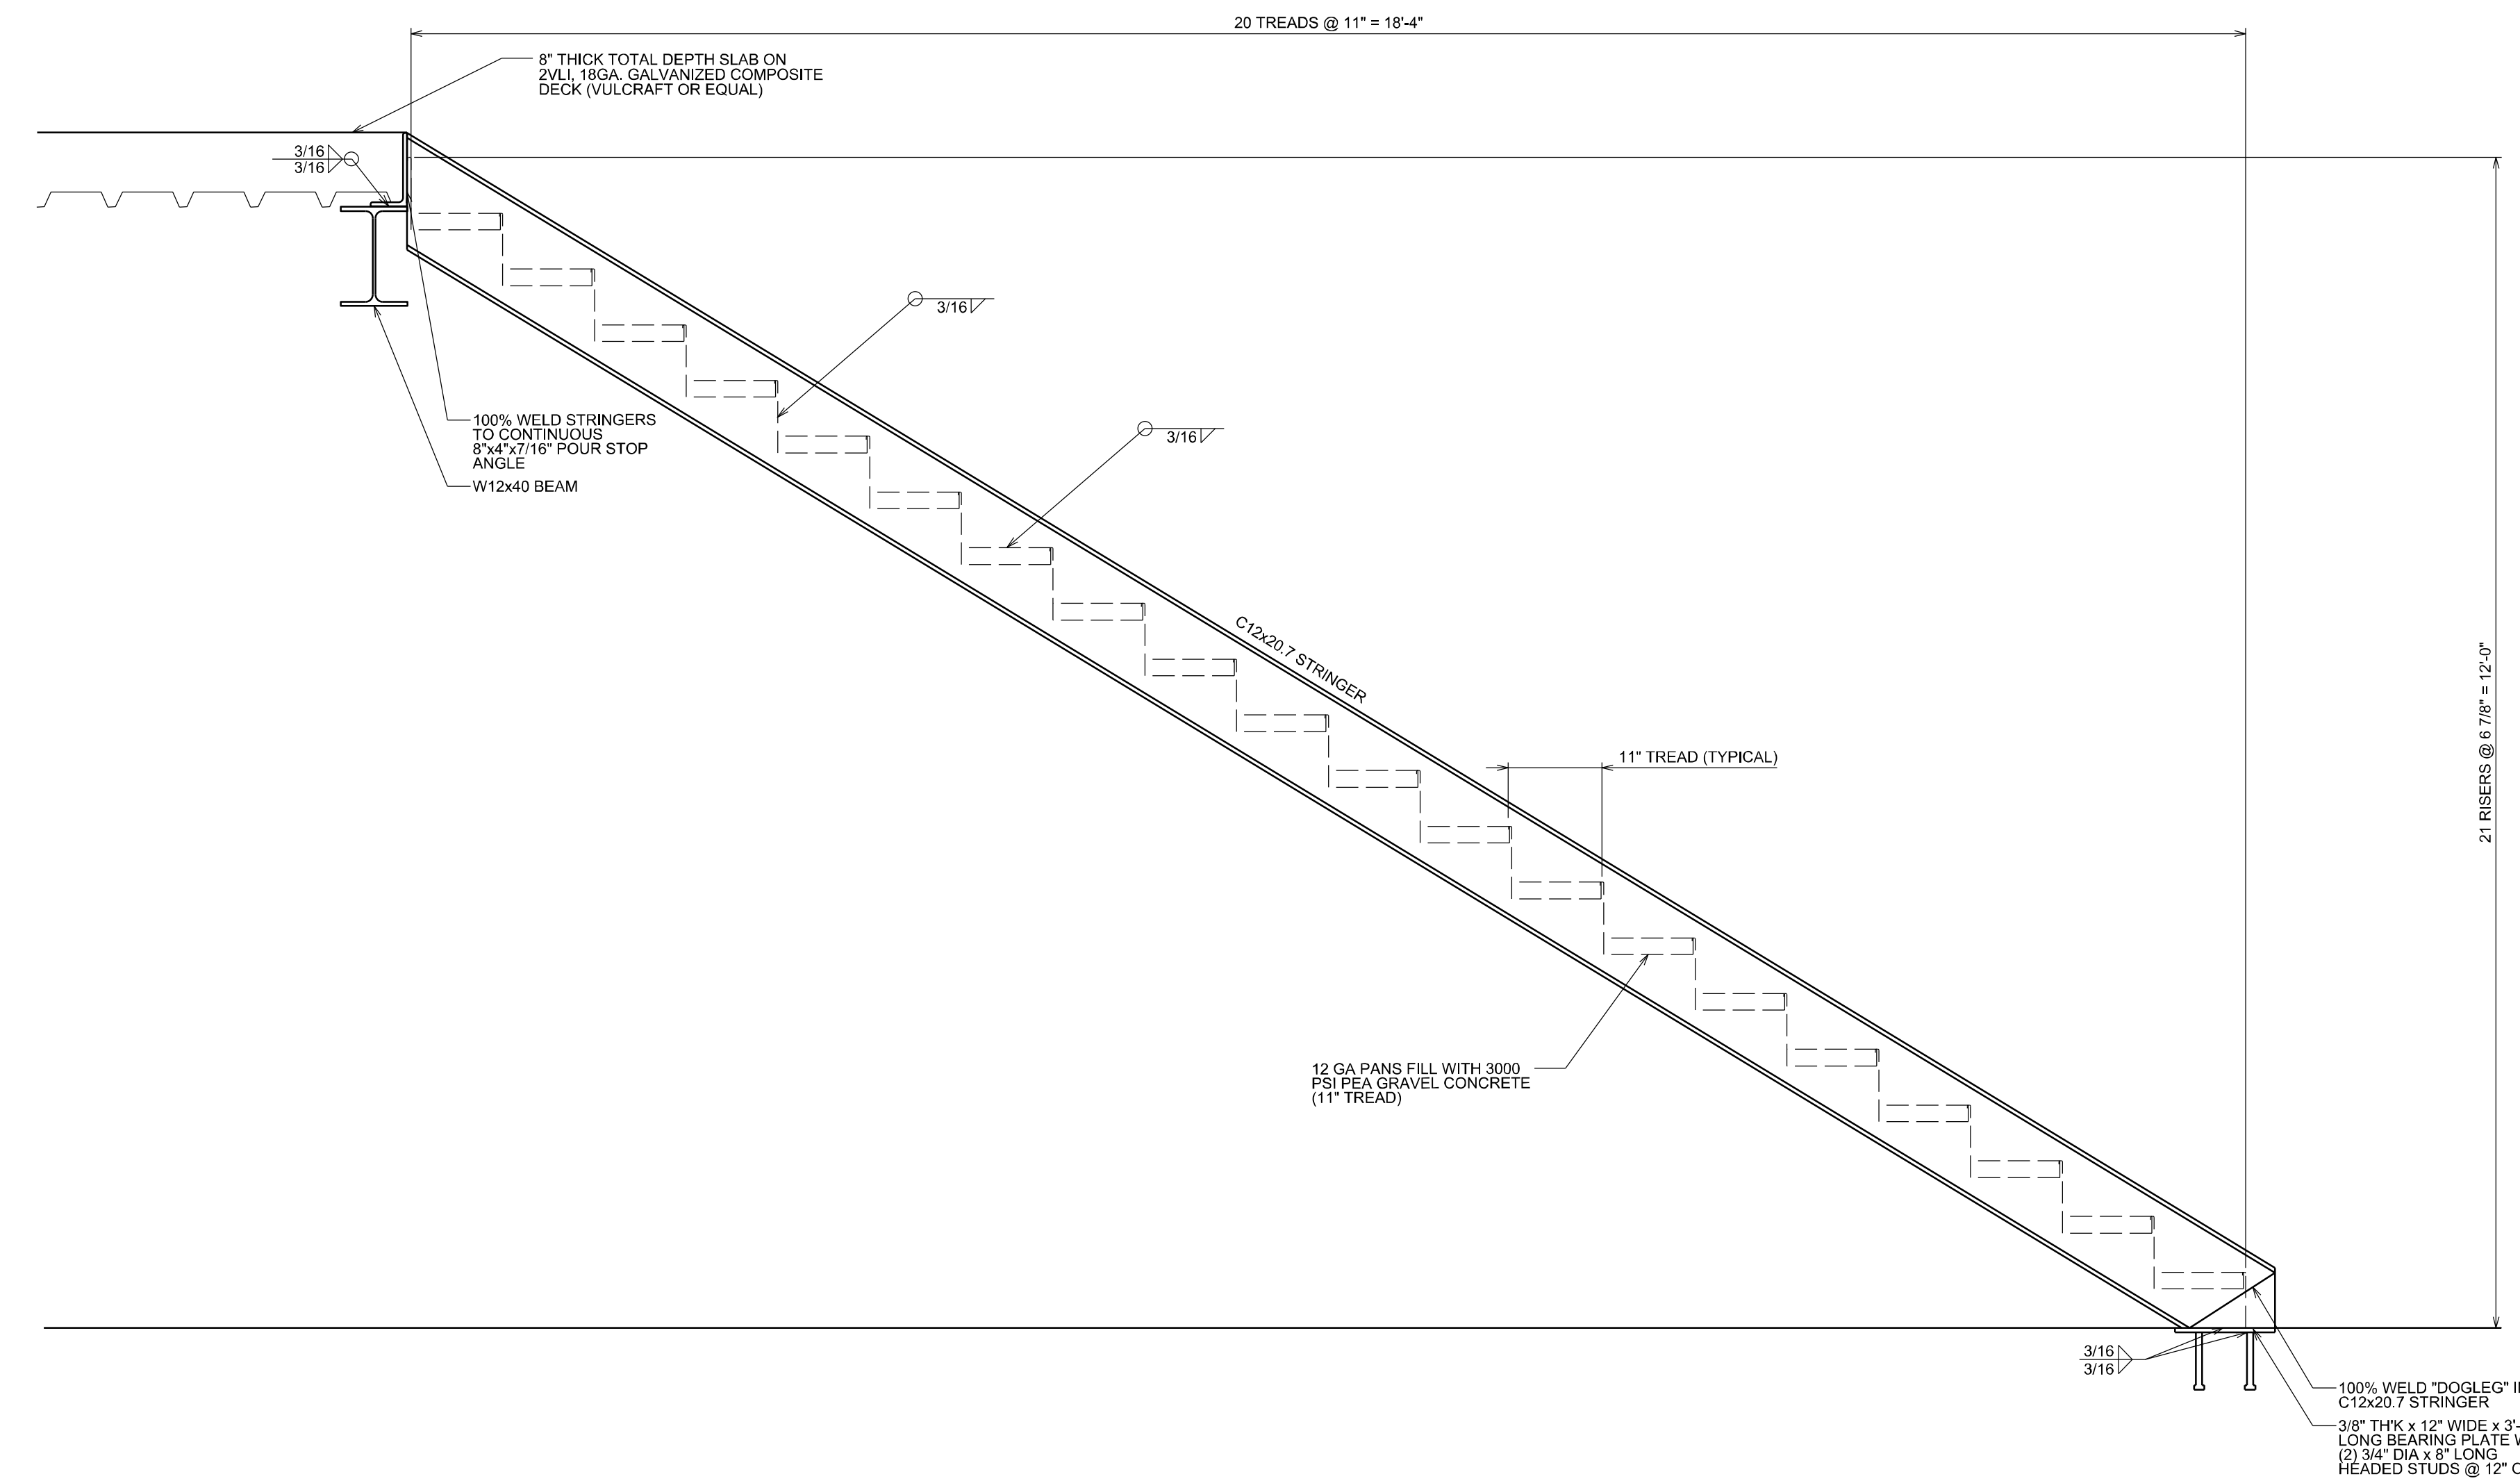 20 TREADS @ 11" = 18'-4"
8" THICK TOTAL DEPTH SLAB ON
2VLI, 18GA. GALVANIZED COMPOSITE
DECK (VULCRAFT OR EQUAL)
3/16
3/16
3/16
3/16
100% WELD STRINGERS
TO CONTINUOUS
8"x4"x7/16" POUR STOP
ANGLE
W12x40 BEAM
C12x20.7 STRINGER
21 RISERS @ 6 7/8" = 12'-0"
11" TREAD (TYPICAL)
12 GA PANS FILL WITH 3000
PSI PEA GRAVEL CONCRETE
(11" TREAD)
3/16
3/16
100% WELD "DOGLEG"
C12x20.7 STRINGER
3/8" TH'K x 12" WIDE x 3'-
LONG BEARING PLATE
(2) 3/4" DIA x 8" LONG
HEADED STUDS @ 12"